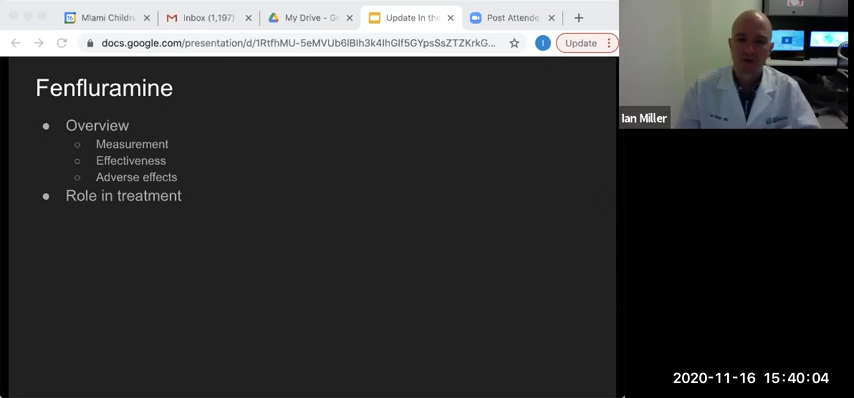 Miami Childr
Inbox (1,197)
My Drive - G
Update In the
Post Attende
docs.google.com/presentation/d/1RtfhMU-5eMVUb6lBIh3k4IhGIf5GYpsSsZTZKrkG...
Update
Ian Miller
Fenfluramine
Overview
Measurement
Effectiveness
Adverse effects
Role in treatment
2020-11-16 15:40:04